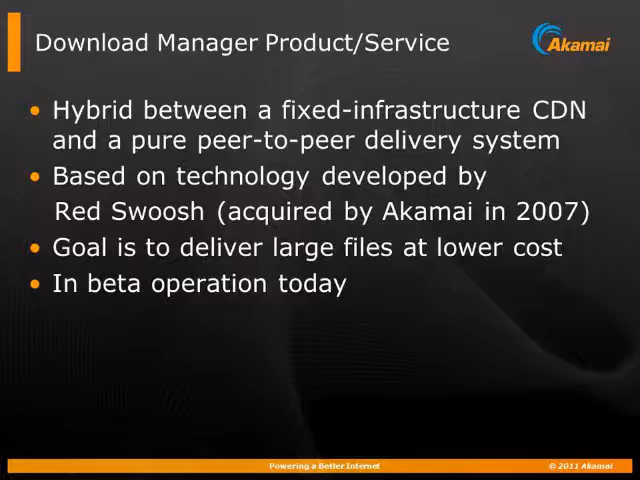 Download Manager Product/Service
Akamai
• Hybrid between a fixed-infrastructure CDN
and a pure peer-to-peer delivery system
• Based on technology developed by
Red Swoosh (acquired by Akamai in 2007)
• Goal is to deliver large files at lower cost
• In beta operation today
Powering a Better Internet
© 2011 Akamai